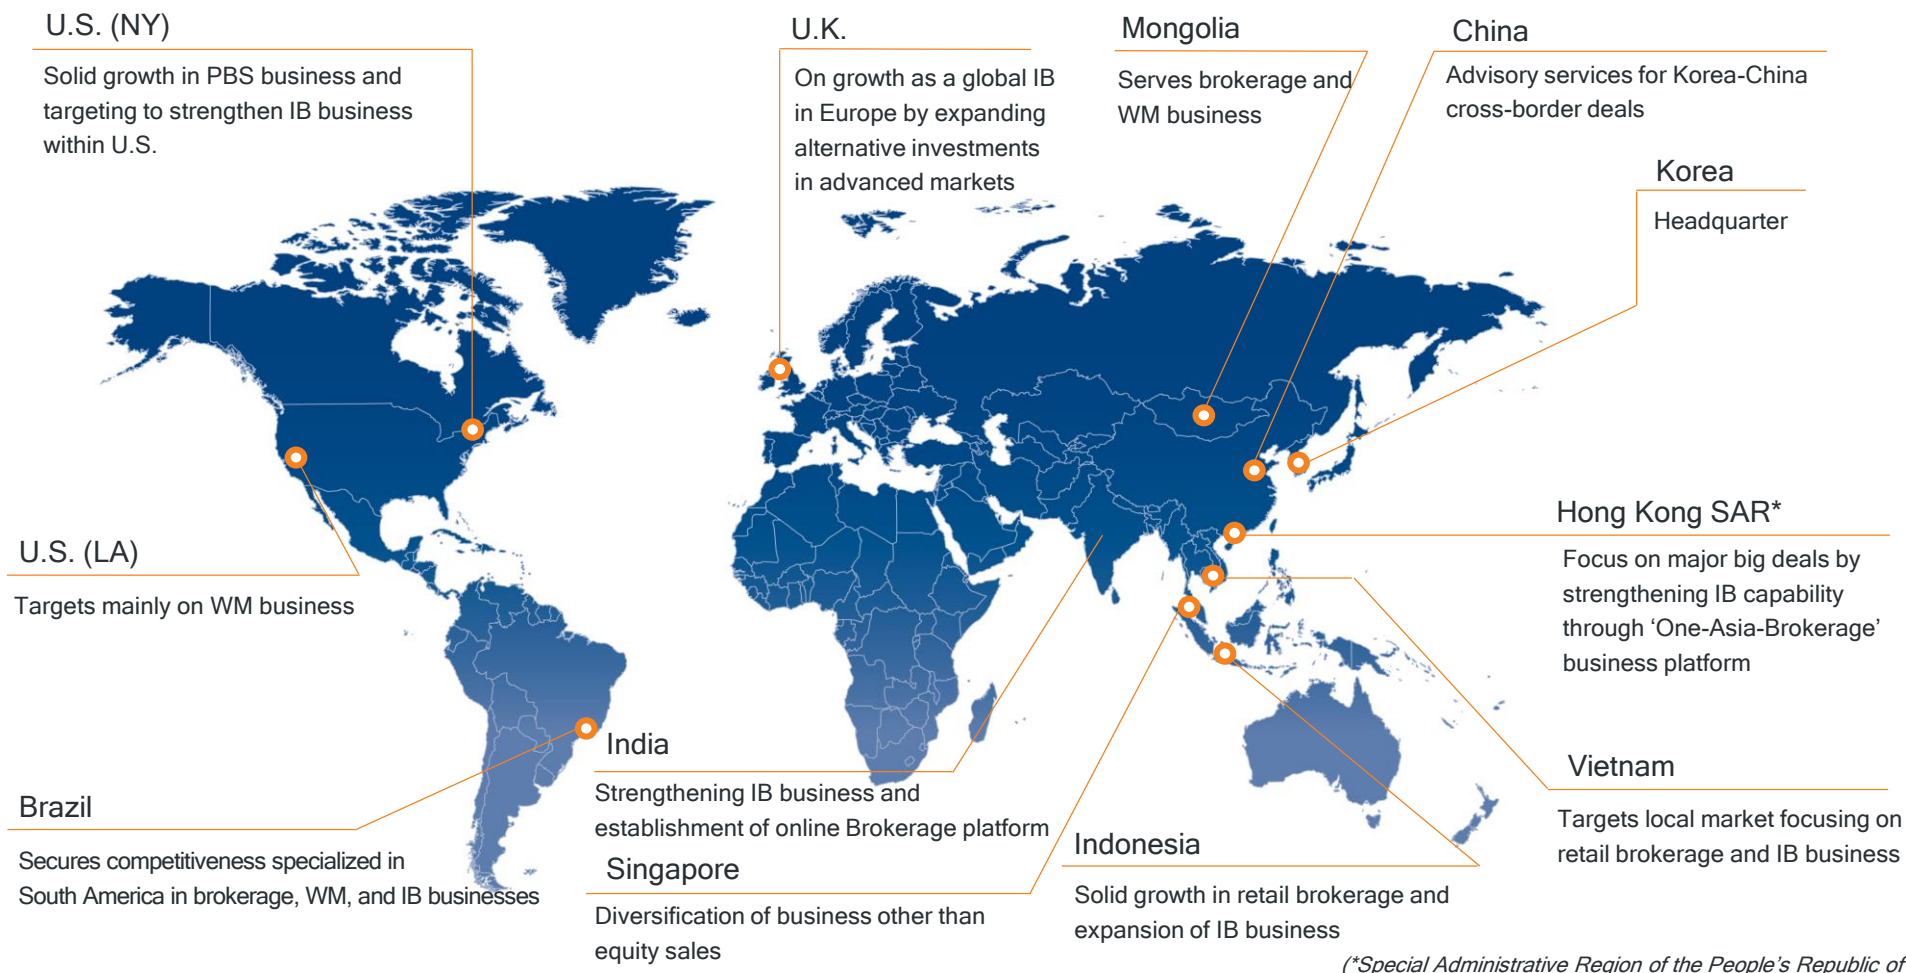 U.S. (NY)
Solid growth in PBS business and
targeting to strengthen IB business
within U.S.
U.K.
On growth as a global IB
in Europe by expanding
alternative investments
in advanced markets
Mongolia
Serves brokerage and
WM business
China
Advisory services for Korea-China
cross-border deals
Korea
Headquarter
U.S. (LA)
Targets mainly on WM business
Hong Kong SAR*
Focus on major big deals by
strengthening IB capability
through ‘One-Asia-Brokerage’
business platform
Brazil
Secures competitiveness specialized in
South America in brokerage, WM, and IB businesses
India
Strengthening IB business and
establishment of online Brokerage platform
Singapore
Diversification of business other than
equity sales
Indonesia
Solid growth in retail brokerage and
expansion of IB business
Vietnam
Targets local market focusing on
retail brokerage and IB business
(*Special Administrative Region of the People’s Republic of